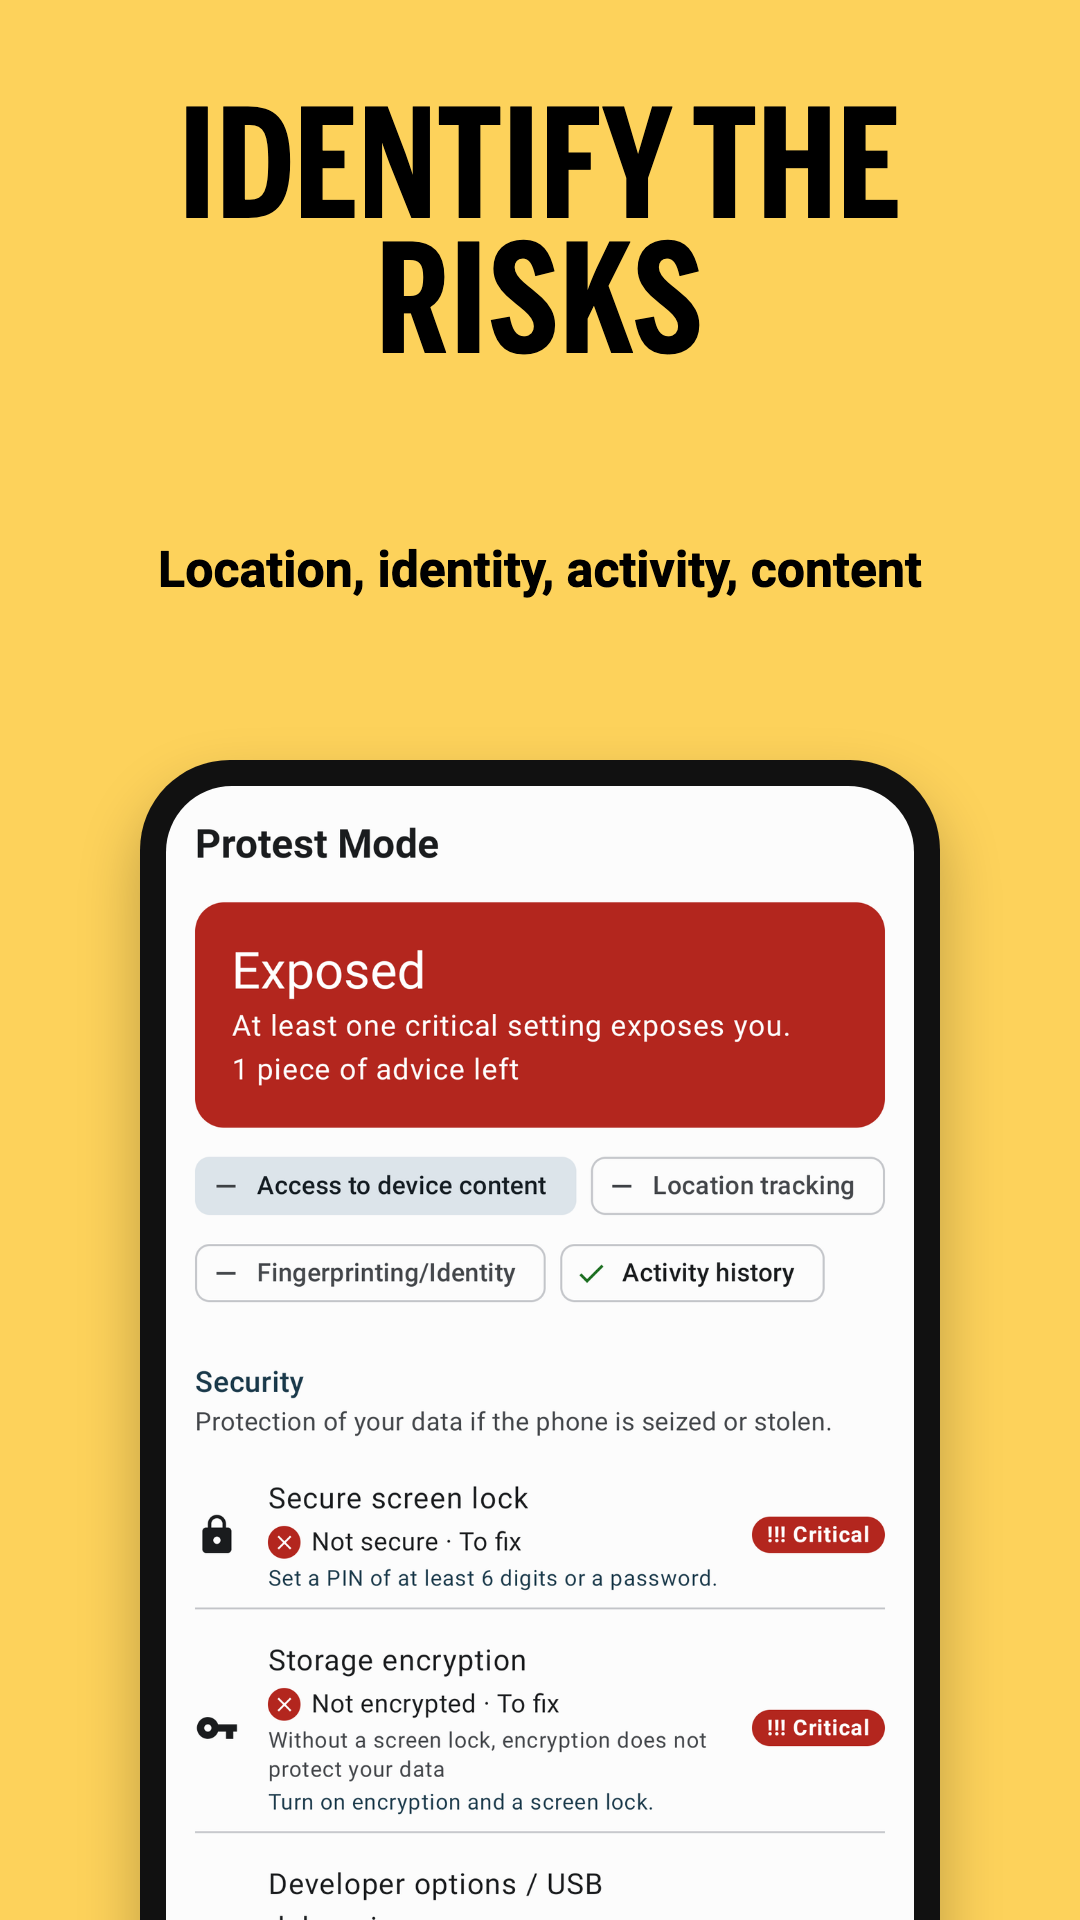 IDENTIFY THE
RISKS
Location, identity, activity, content
Protest Mode
Exposed
At least one critical setting exposes you.
1 piece of advice left
Access to device content
Location tracking
Fingerprinting/Identity
Activity history
Security
Protection of your data if the phone is seized or stolen.
Secure screen lock
Not secure · To fix
!!! Critical
Set a PIN of at least 6 digits or a password.
Storage encryption
Not encrypted · To fix
!!! Critical
Without a screen lock, encryption does not
protect your data
Turn on encryption and a screen lock.
Developer options / USB